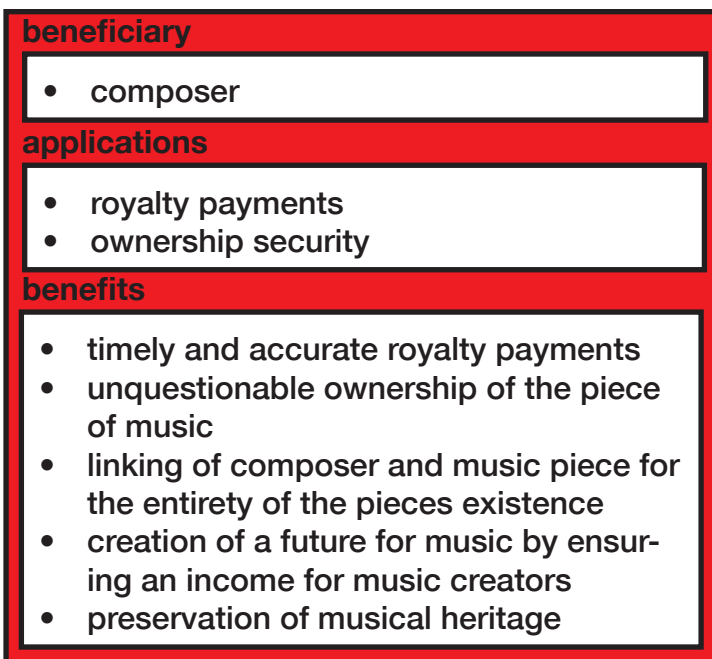 beneficiary
• composer
applications
• royalty payments
• ownership security
benefits
• timely and accurate royalty payments
• unquestionable ownership of the piece
of music
• linking of composer and music piece for
the entirety of the pieces existence
• creation of a future for music by ensur-
ing an income for music creators
• preservation of musical heritage